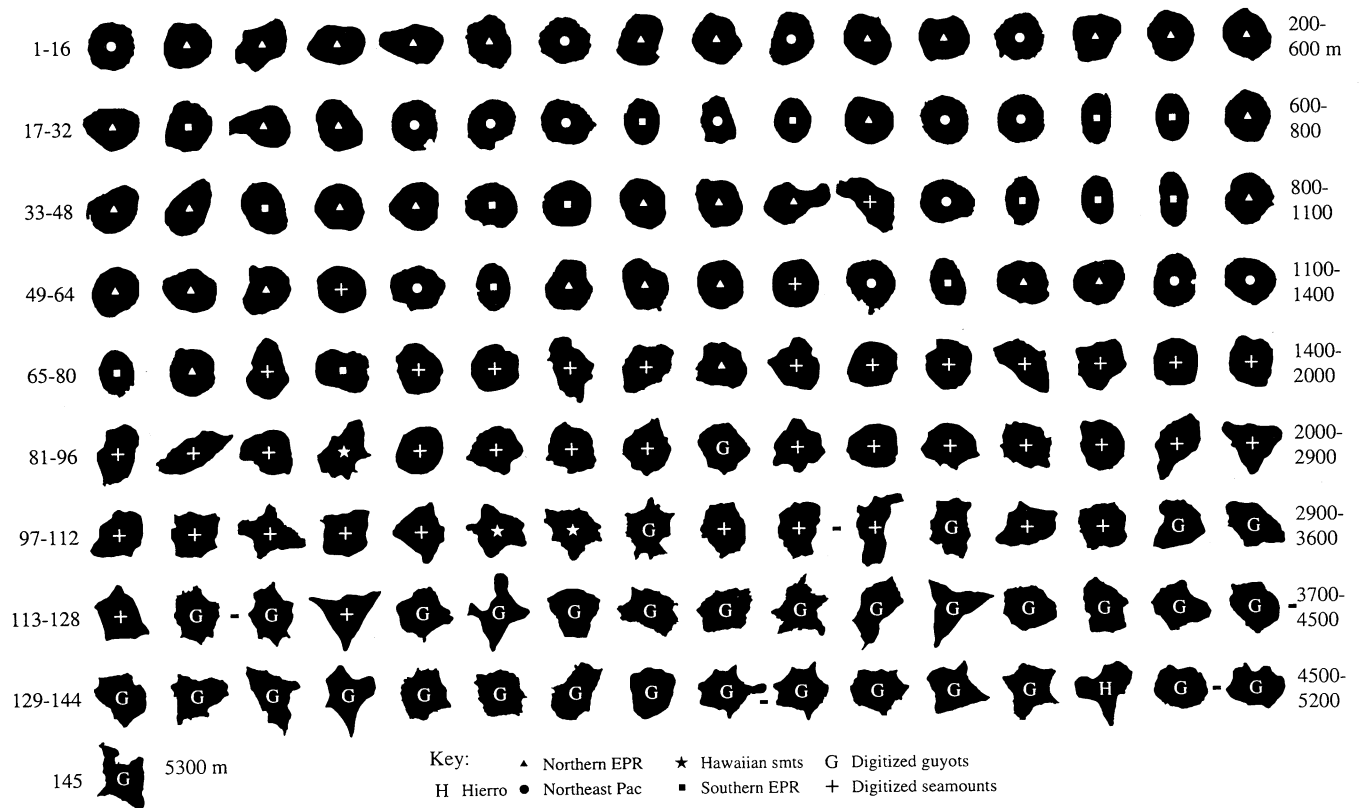 1-16 200-
600 m
17-32 600-
800
33-48 800-
1100
49-64 1100-
1400
65-80 1400-
2000
81-96 G 2000-
2900
97-112 G G G G 2900-
3600
113-128 G G G G G G G G G G G G G G 3700-
4500
129-144 G G G G G G G G G G G G G H G G 4500-
5200
145 G 5300 m
Key: Northern EPR Hawaiian smts G Digitized guyots
H Hierro Northeast Pac Southern EPR Digitized seamounts